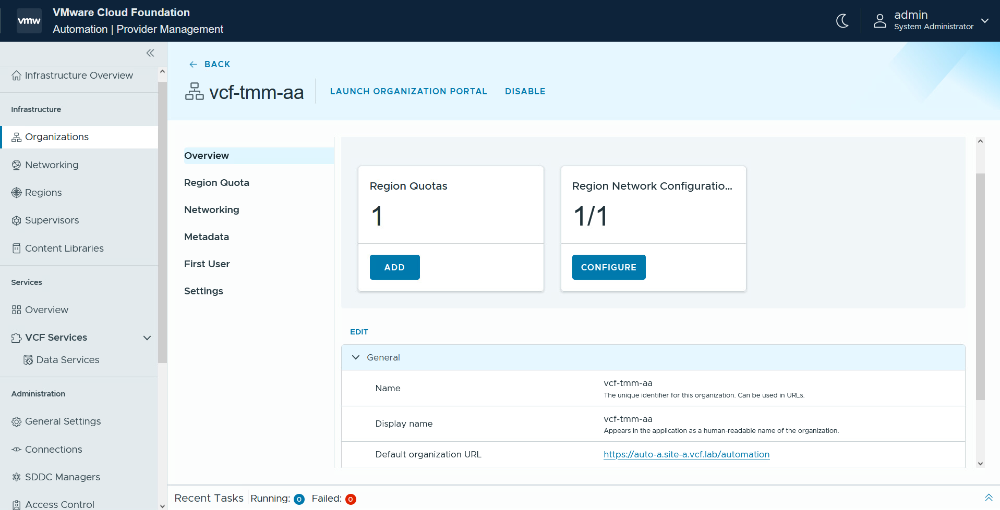 vmw
VMware Cloud Foundation
Automation | Provider Management
admin
System Administrator
Infrastructure Overview
Infrastructure
Organizations
Networking
Regions
Supervisors
Content Libraries
Services
Overview
VCF Services
Data Services
Administration
General Settings
Connections
SDDC Managers
Access Control
BACK
vcf-tmm-aa
LAUNCH ORGANIZATION PORTAL
DISABLE
Overview
Region Quota
Networking
Metadata
First User
Settings
Region Quotas
1
ADD
Region Network Configuratio...
1/1
CONFIGURE
EDIT
General
Name
vcf-tmm-aa
The unique identifier for this organization. Can be used in URLs.
Display name
vcf-tmm-aa
Appears in the application as a human-readable name of the organization.
Default organization URL
https://auto-a.site-a.vcf.lab/automation
Recent Tasks Running: 0 Failed: 0